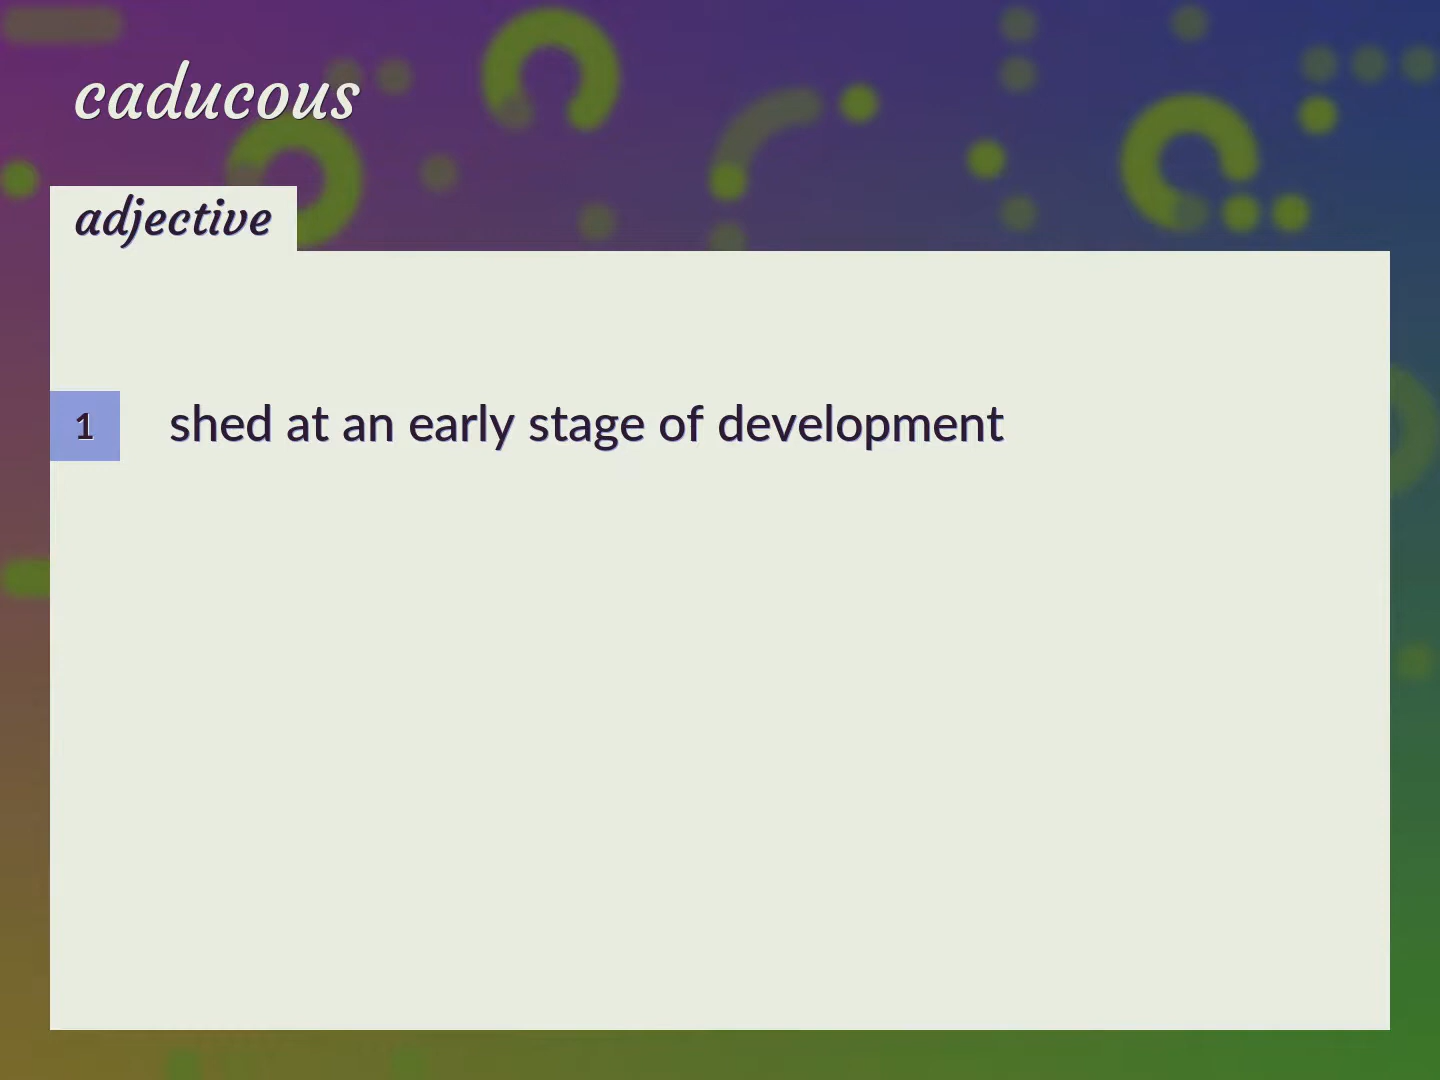 caducous
adjective
1 shed at an early stage of development